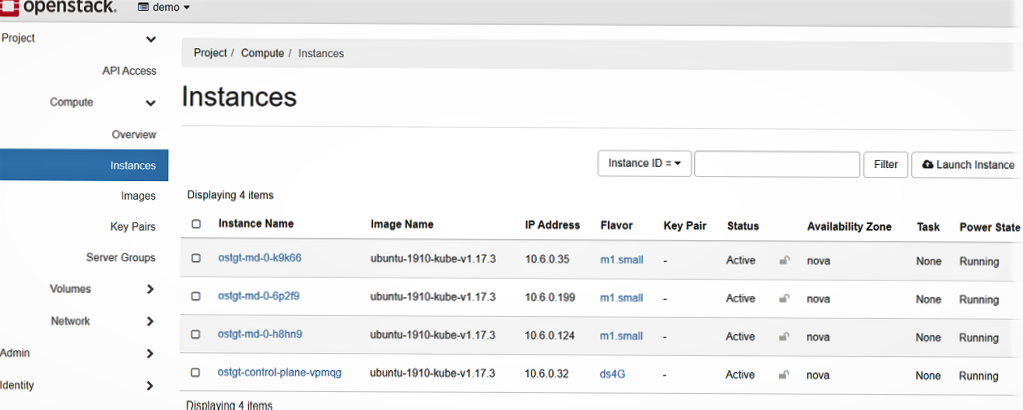 openstack. demo
Project
API Access
Compute
Overview
Instances
Images
Key Pairs
Server Groups
Volumes
Network
Admin
Identity
Project / Compute / Instances
Instances
Instance ID = Filter Launch Instance
Displaying 4 items
Instance Name Image Name IP Address Flavor Key Pair Status Availability Zone Task Power State
ostgt-md-0-k9k66 ubuntu-1910-kube-v1.17.3 10.6.0.35 m1.small - Active nova None Running
ostgt-md-0-6p2f9 ubuntu-1910-kube-v1.17.3 10.6.0.199 m1.small - Active nova None Running
ostgt-md-0-h8hn9 ubuntu-1910-kube-v1.17.3 10.6.0.124 m1.small - Active nova None Running
ostgt-control-plane-vpmqg ubuntu-1910-kube-v1.17.3 10.6.0.32 ds4G - Active nova None Running
Displaying 4 items